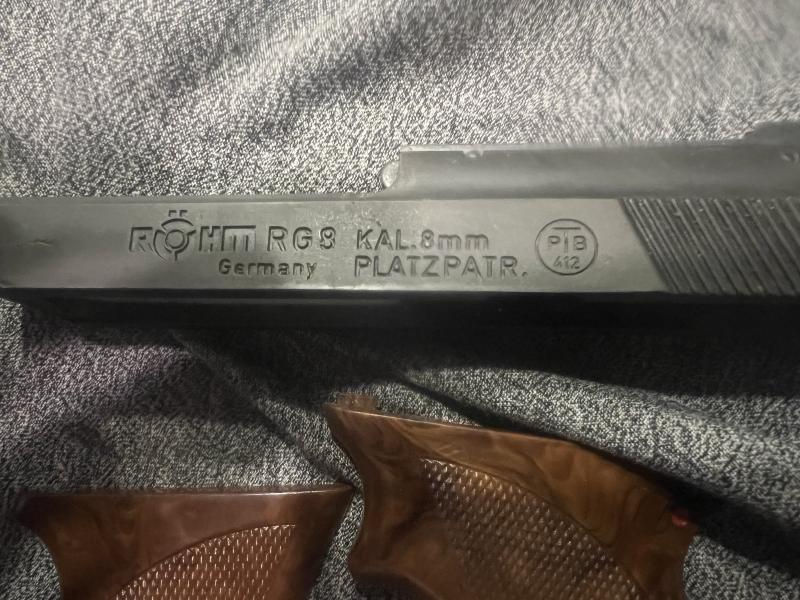 RÖHM RG8 KAL.8mm
Germany PLATZPATR.
PTB
412